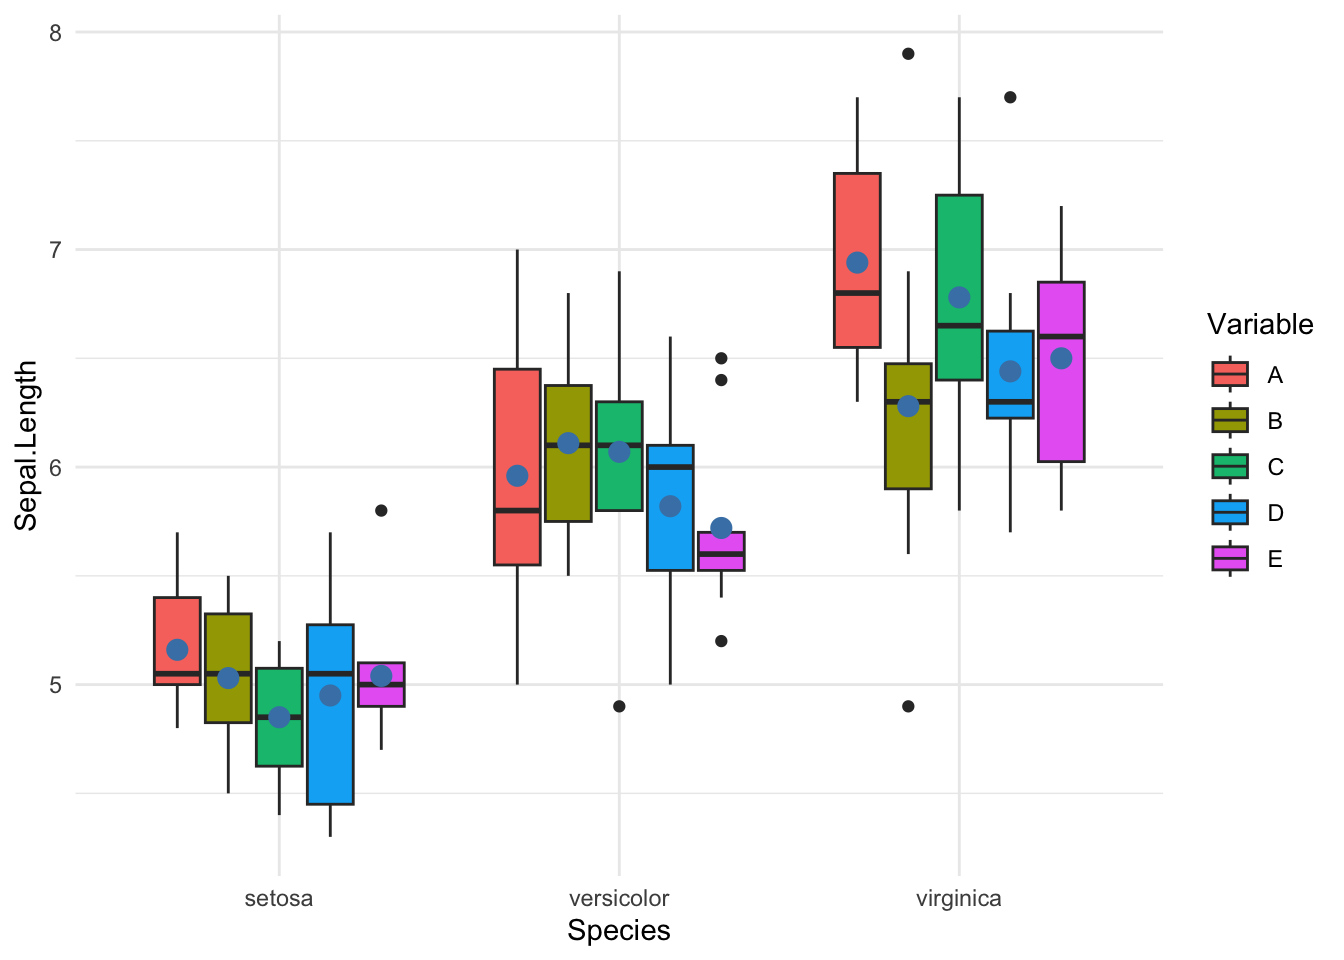 8
7
6
5
Sepal.Length
setosa
versicolor
virginica
Species
Variable
A
B
C
D
E